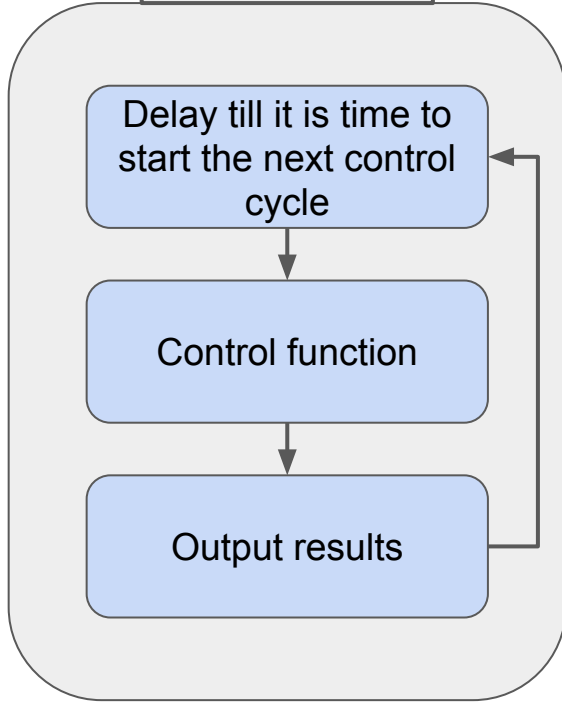 Delay till it is time to
start the next control
cycle
Control function
Output results